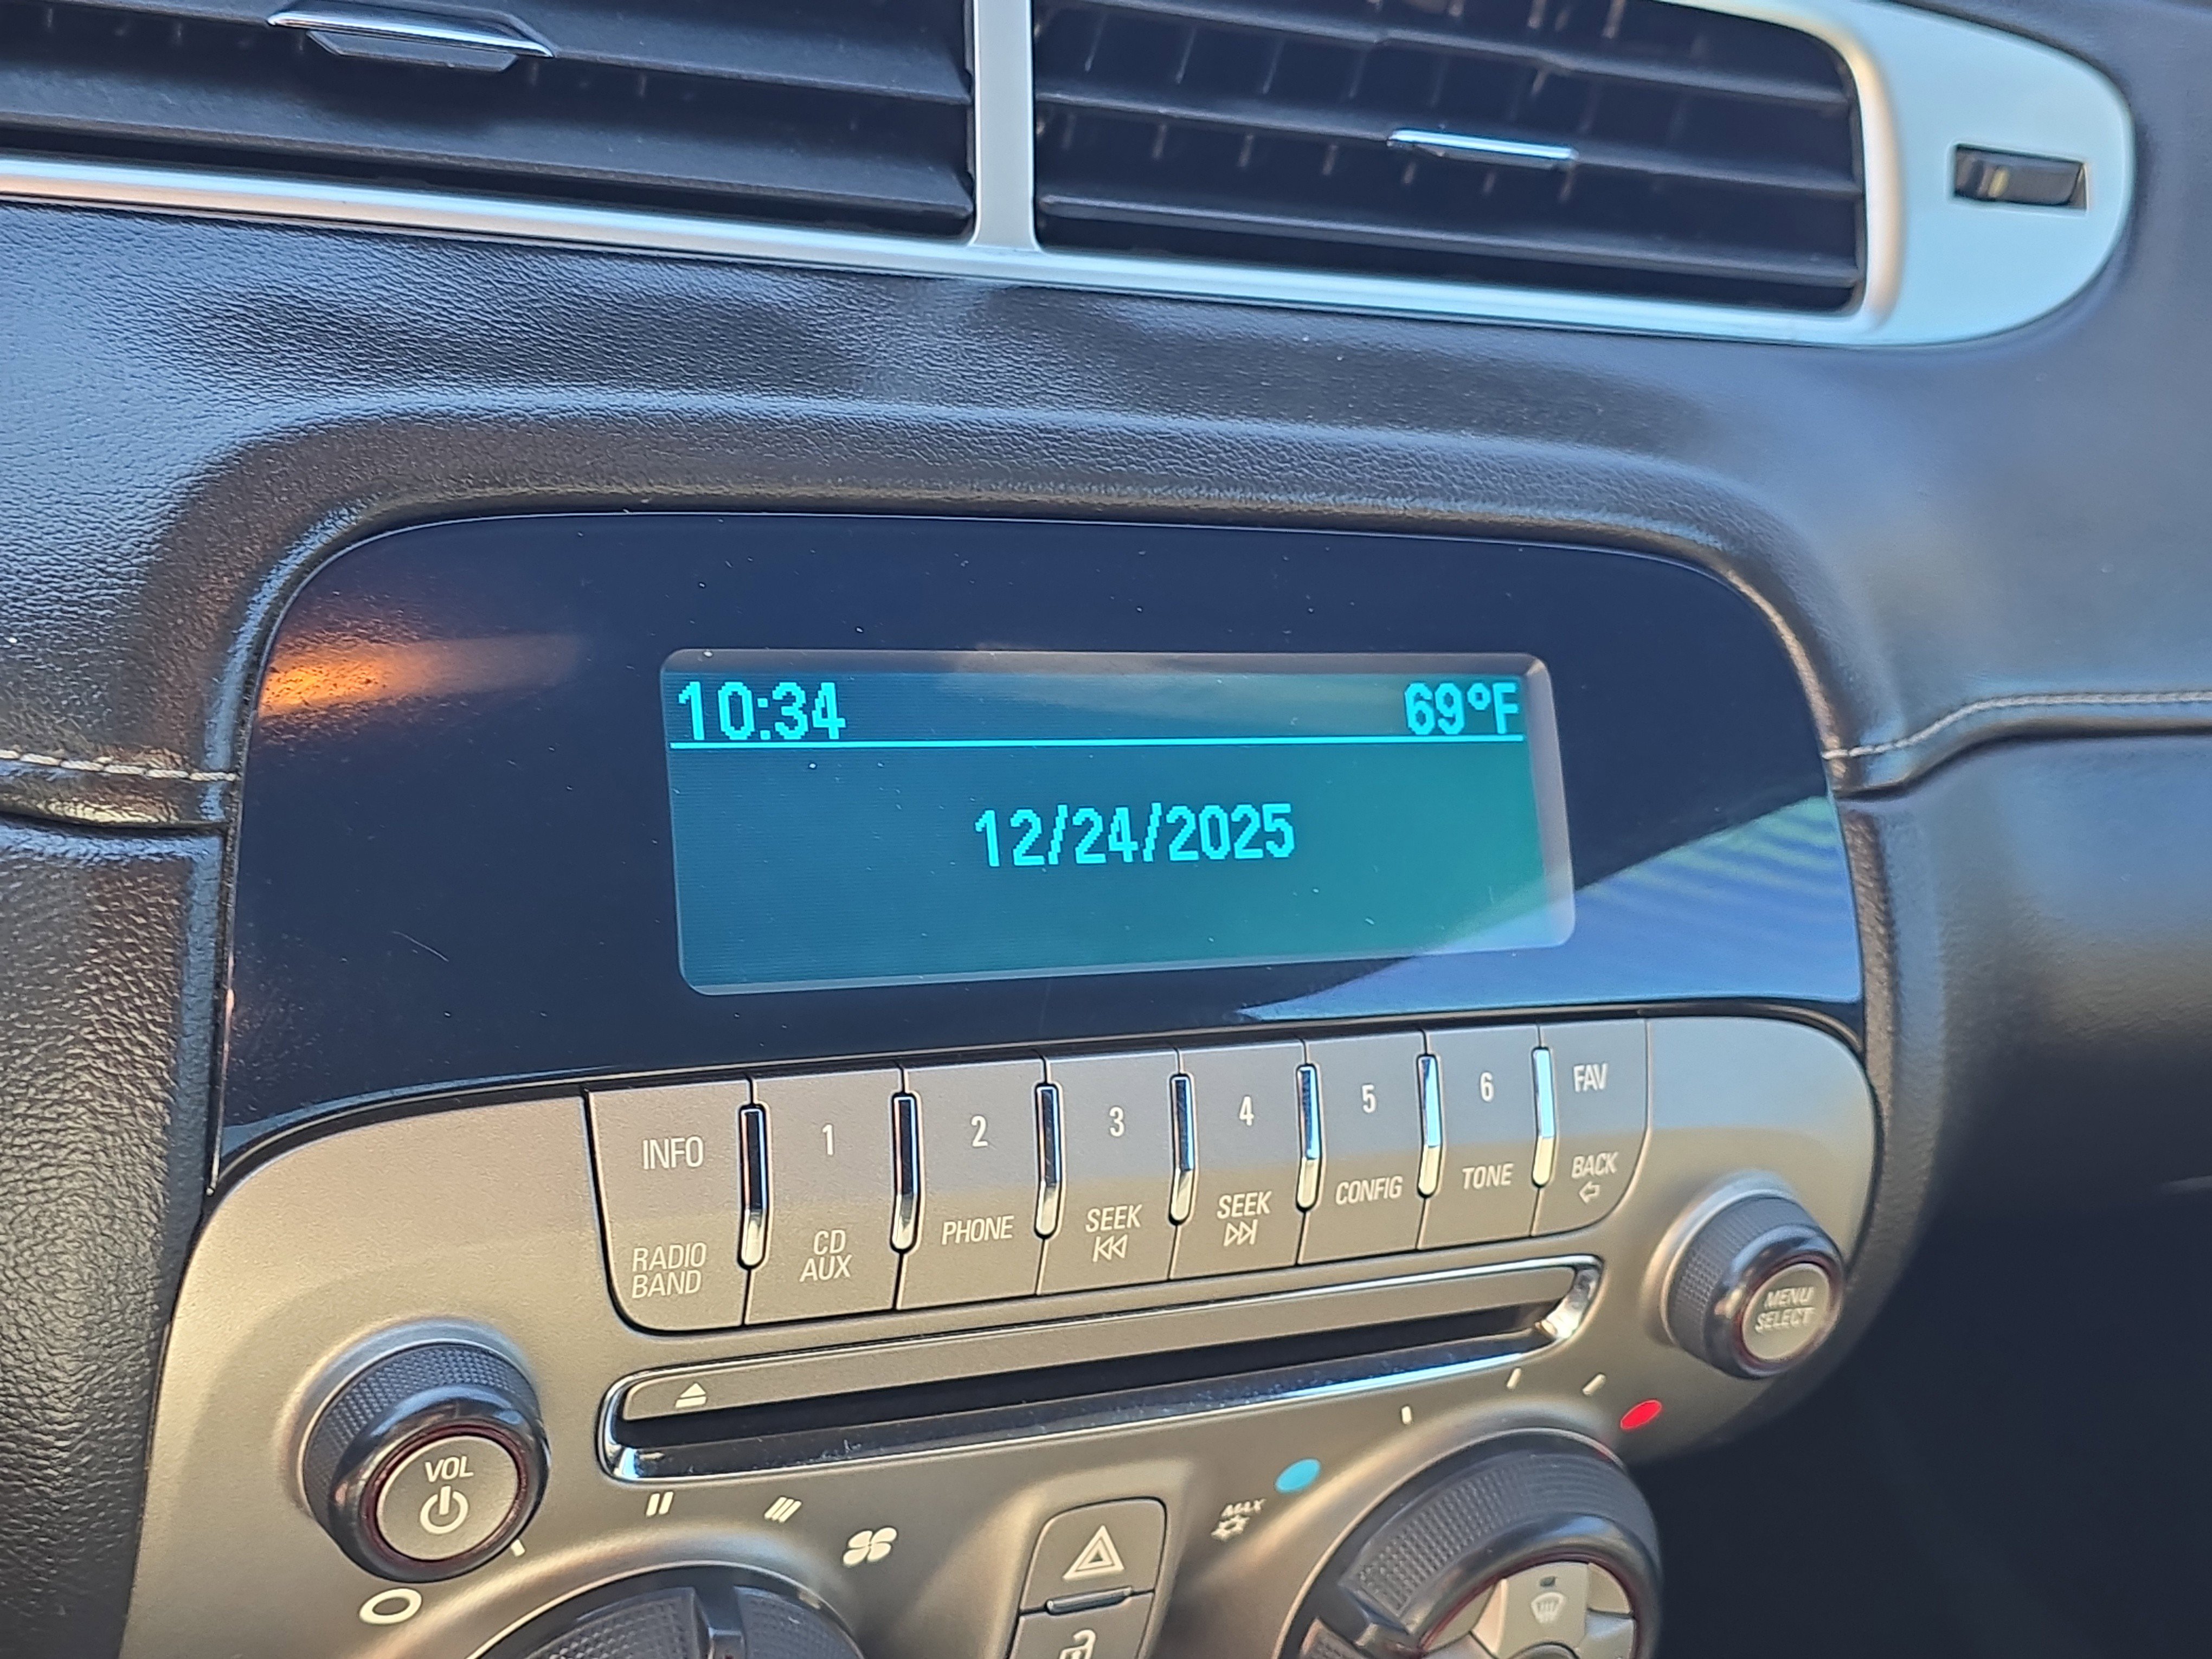 10:34 69°F
12/24/2025
INFO 1 2 3 4 5 6 FAV
RADIO BAND CD AUX PHONE SEEK SEEK CONFIG TONE BACK
MENU
SELECT
VOL
MAX